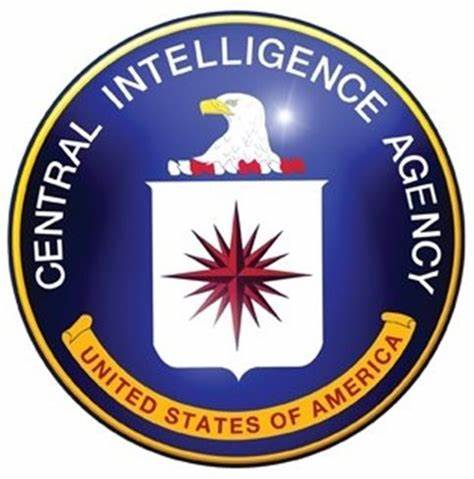 CENTRAL INTELLIGENCE AGENCY
UNITED STATES OF AMERICA